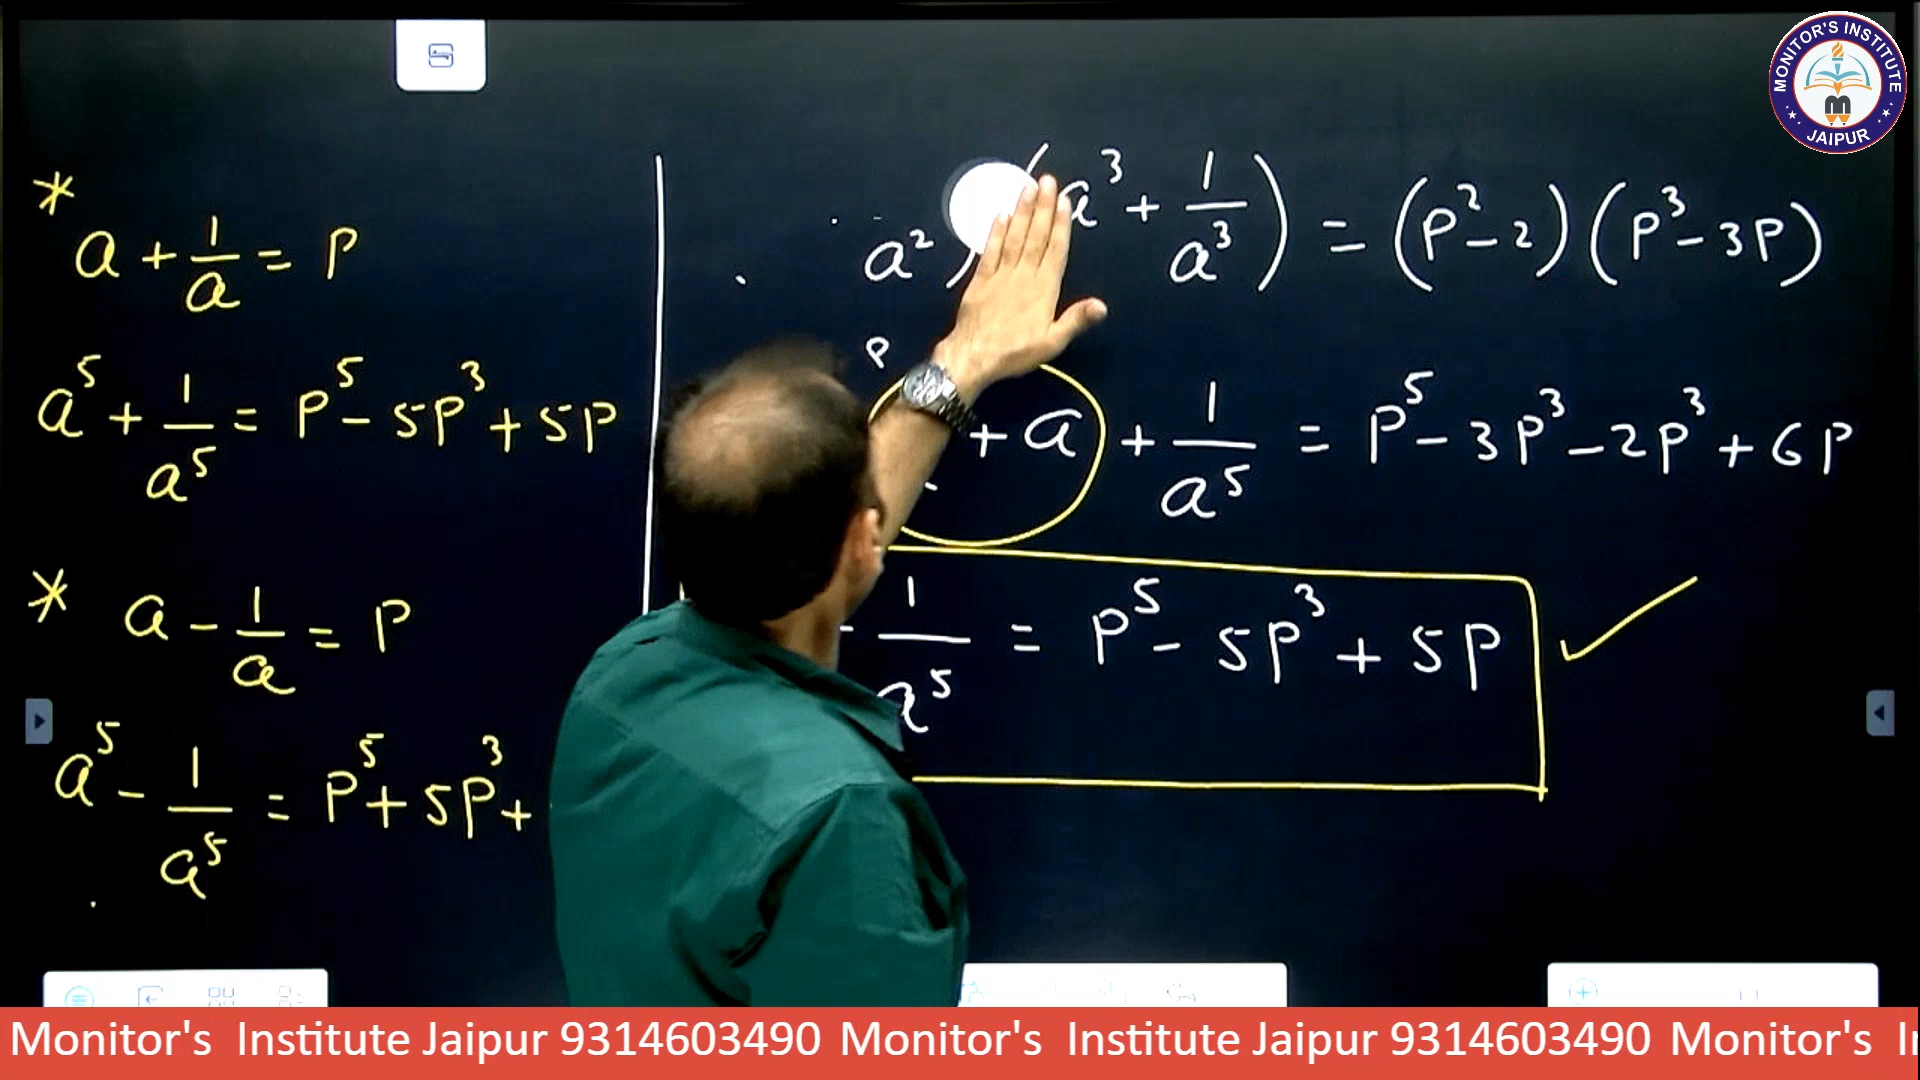 *
a + 1/a = P
a⁵ + 1/a⁵ = P⁵ - 5P³ + 5P
* a - 1/a = P
a⁵ - 1/a⁵ = P⁵ + 5P³ +
a²) (a³ + 1/a³) = (P² - 2)(P³ - 3P)
P
+ a + 1/a⁵ = P⁵ - 3P³ - 2P³ + 6P
1/a⁵ = P⁵ - 5P³ + 5P ✓
MONITOR'S INSTITUTE
M
JAIPUR
Monitor's Institute Jaipur 9314603490 Monitor's Institute Jaipur 9314603490 Monitor's